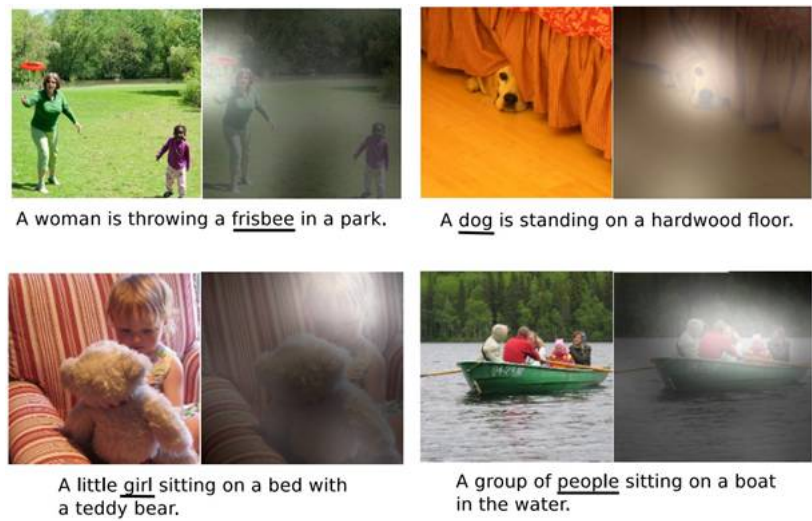 A woman is throwing a frisbee in a park.
A dog is standing on a hardwood floor.
A little girl sitting on a bed with
a teddy bear.
A group of people sitting on a boat
in the water.